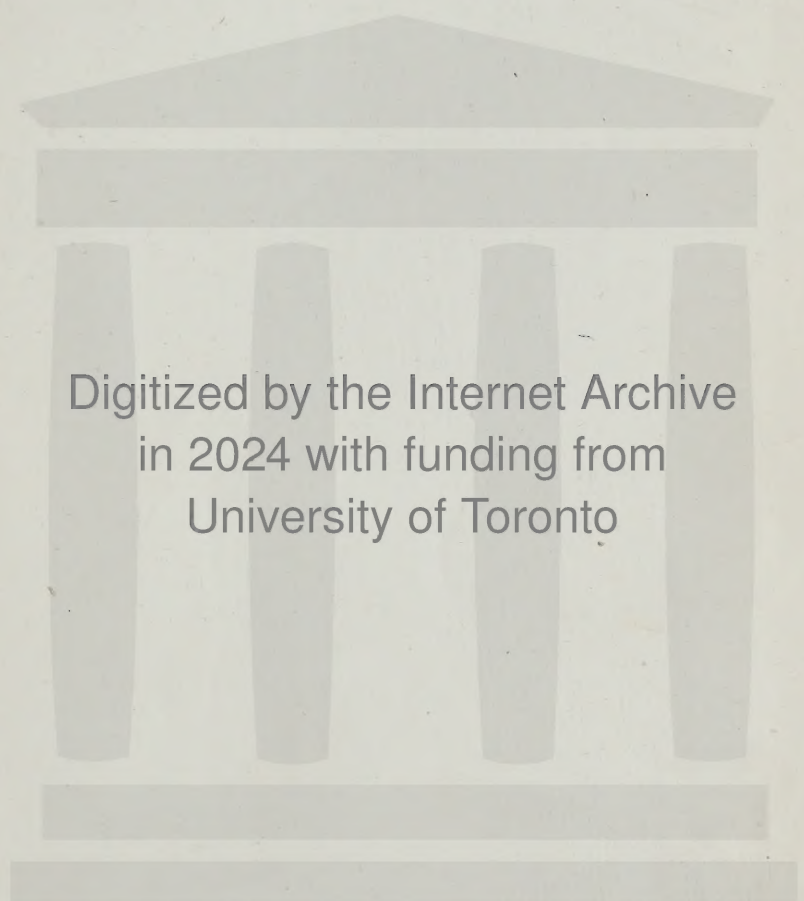 Digitized by the Internet Archive
in 2024 with funding from
University of Toronto